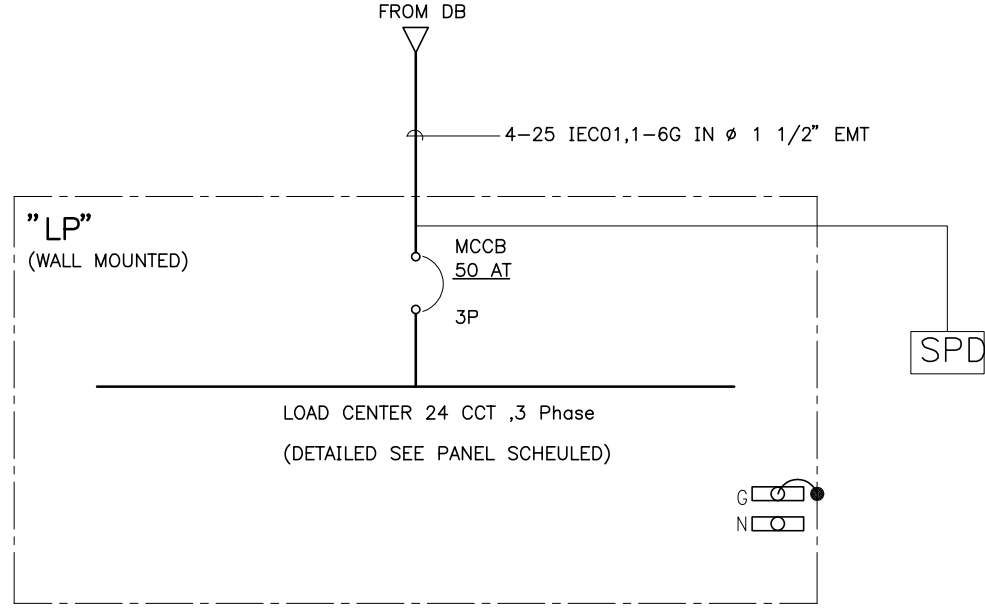 FROM DB
4-25 IEC01,1-6G IN ø 1 1/2" EMT
"LP"
(WALL MOUNTED)
MCCB
50 AT
3P
SPD
LOAD CENTER 24 CCT ,3 Phase
(DETAILED SEE PANEL SCHEULED)
G
N